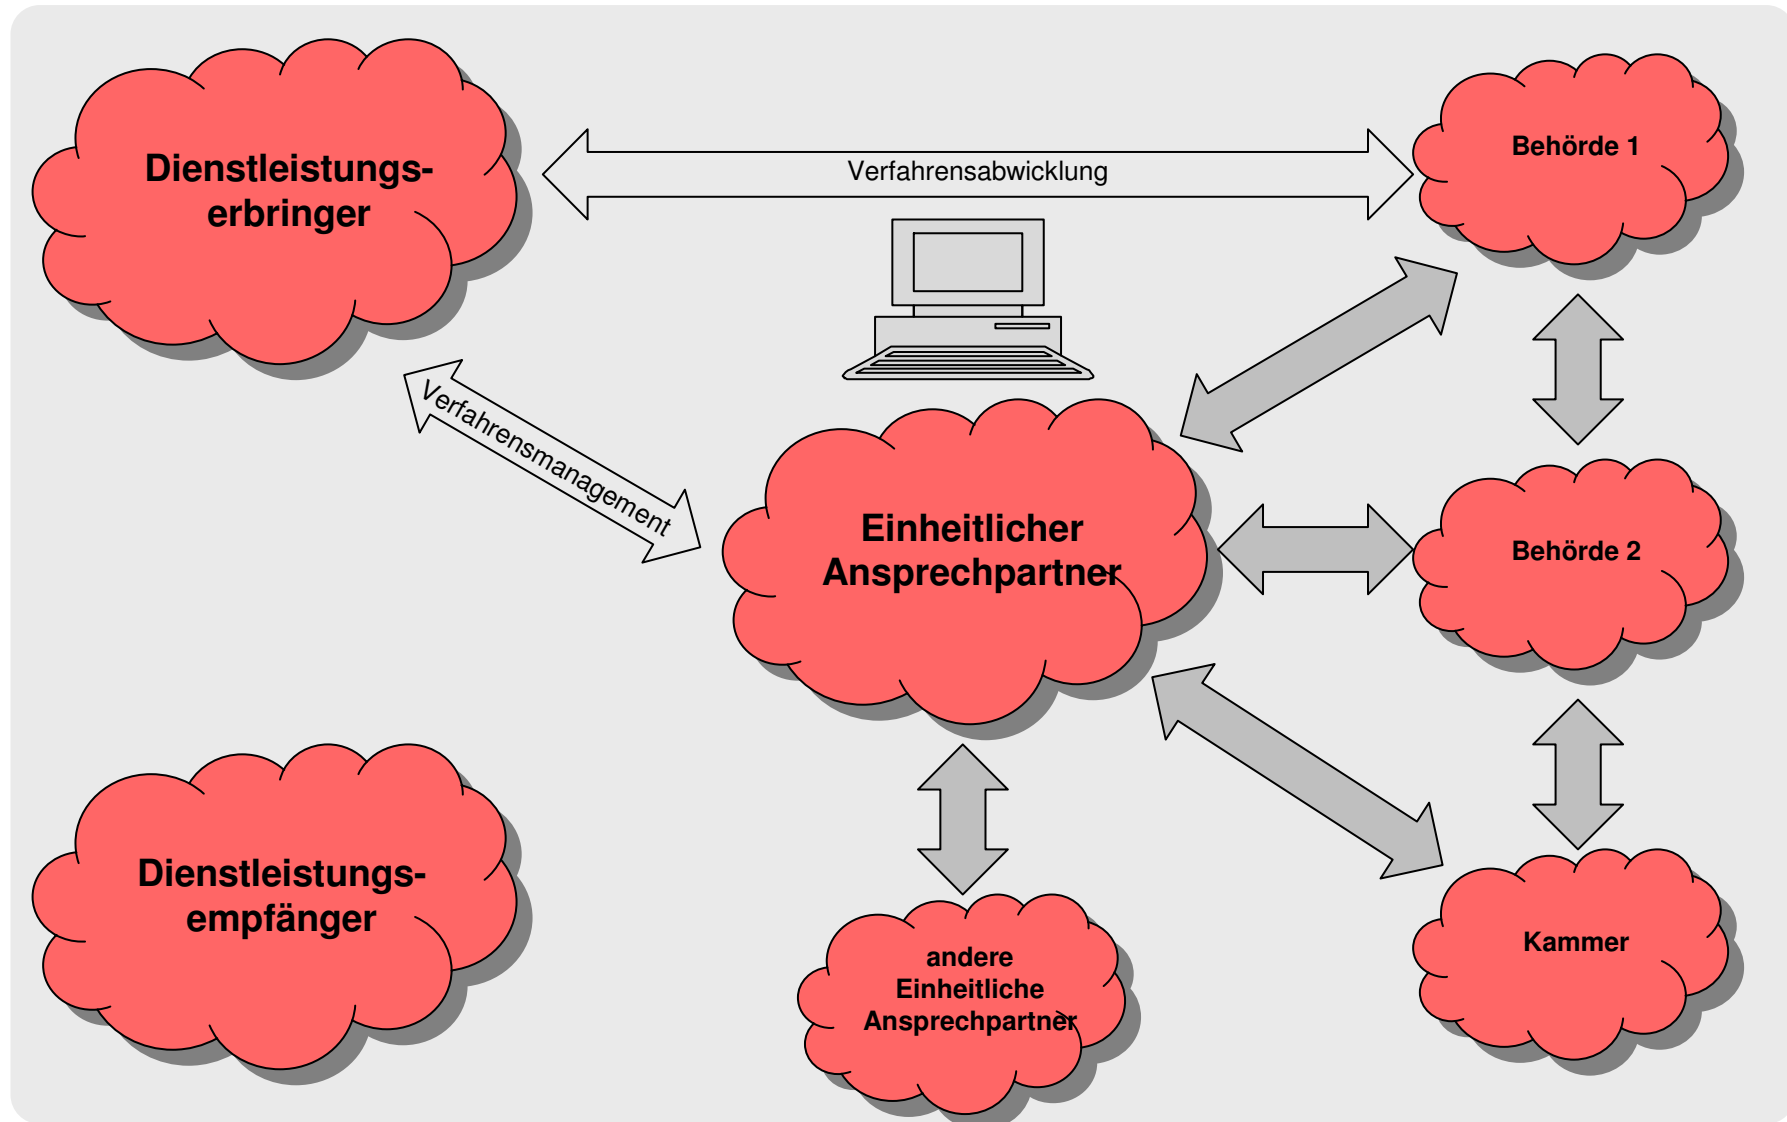 Dienstleistungs-
erbringer
Verfahrensabwicklung
Behörde 1
Verfahrensmanagement
Einheitlicher
Ansprechpartner
Behörde 2
Dienstleistungs-
empfänger
andere
Einheitliche
Ansprechpartner
Kammer